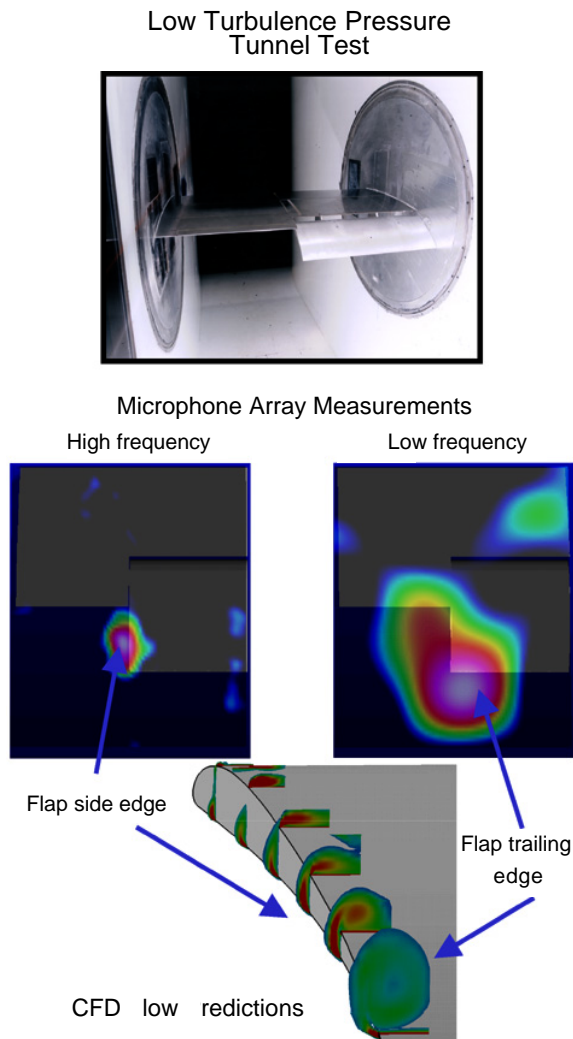 Low Turbulence Pressure
Tunnel Test
Microphone Array Measurements
High frequency
Low frequency
Flap side edge
Flap trailing
edge
CFD low redictions